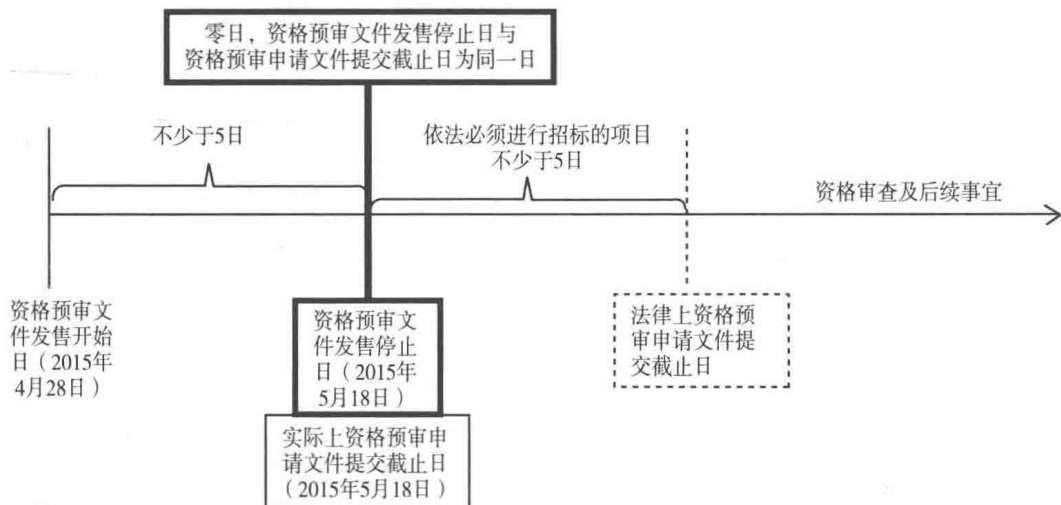 零日，资格预审文件发售停止日与
资格预审申请文件提交截止日为同一日
不少于5日
依法必须进行招标的项目
不少于5日
资格审查及后续事宜
资格预审文
件发售开始
日（2015年
4月28日）
资格预审文
件发售停止
日（2015年
5月18日）
法律上资格预
审申请文件提
交截止日
实际上资格预审申
请文件提交截止日
（2015年5月18日）